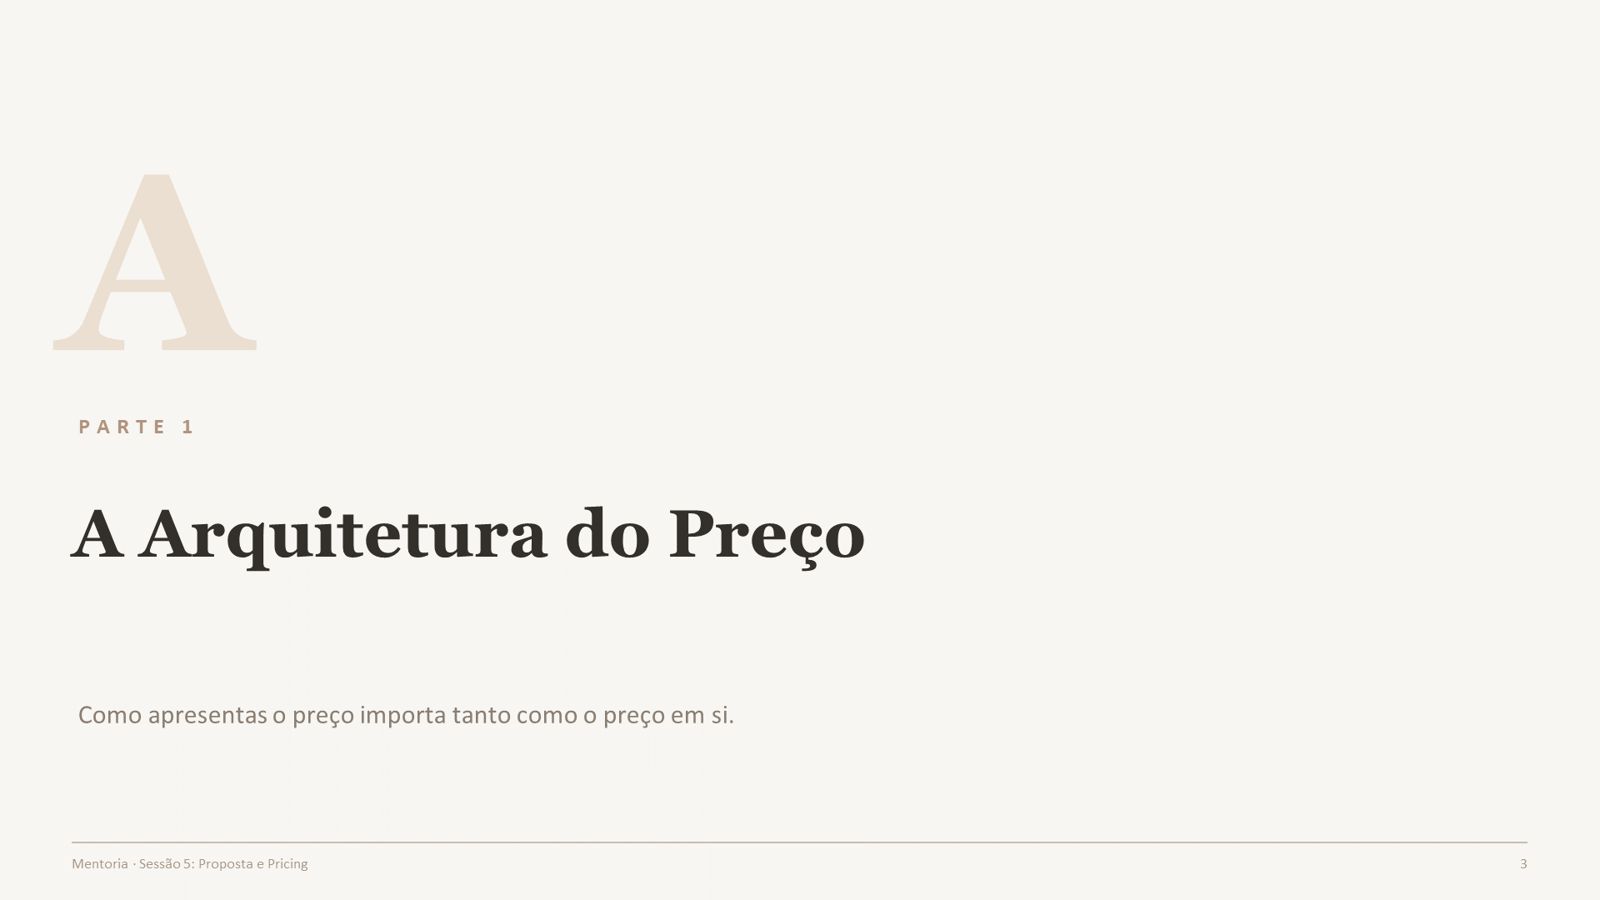 A
PARTE 1
A Arquitetura do Preço
Como apresentas o preço importa tanto como o preço em si.
Mentoria · Sessão 5: Proposta e Pricing
3